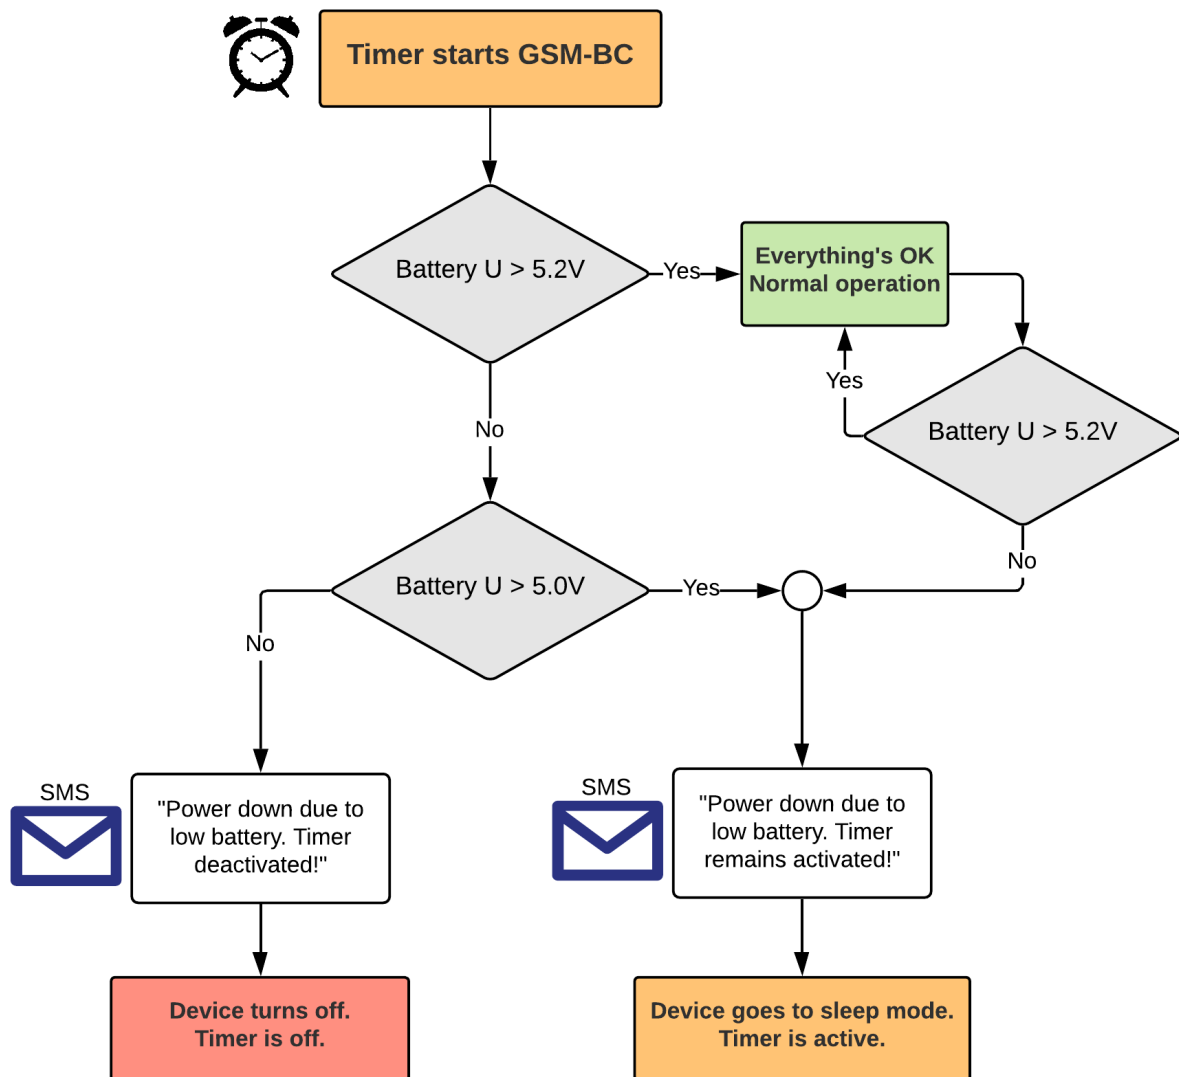 Timer starts GSM-BC
Battery U > 5.2V
Yes
Everything's OK
Normal operation
Yes
Battery U > 5.2V
No
No
Battery U > 5.0V
Yes
No
SMS
"Power down due to
low battery. Timer
deactivated!"
SMS
"Power down due to
low battery. Timer
remains activated!"
Device turns off.
Timer is off.
Device goes to sleep mode.
Timer is active.